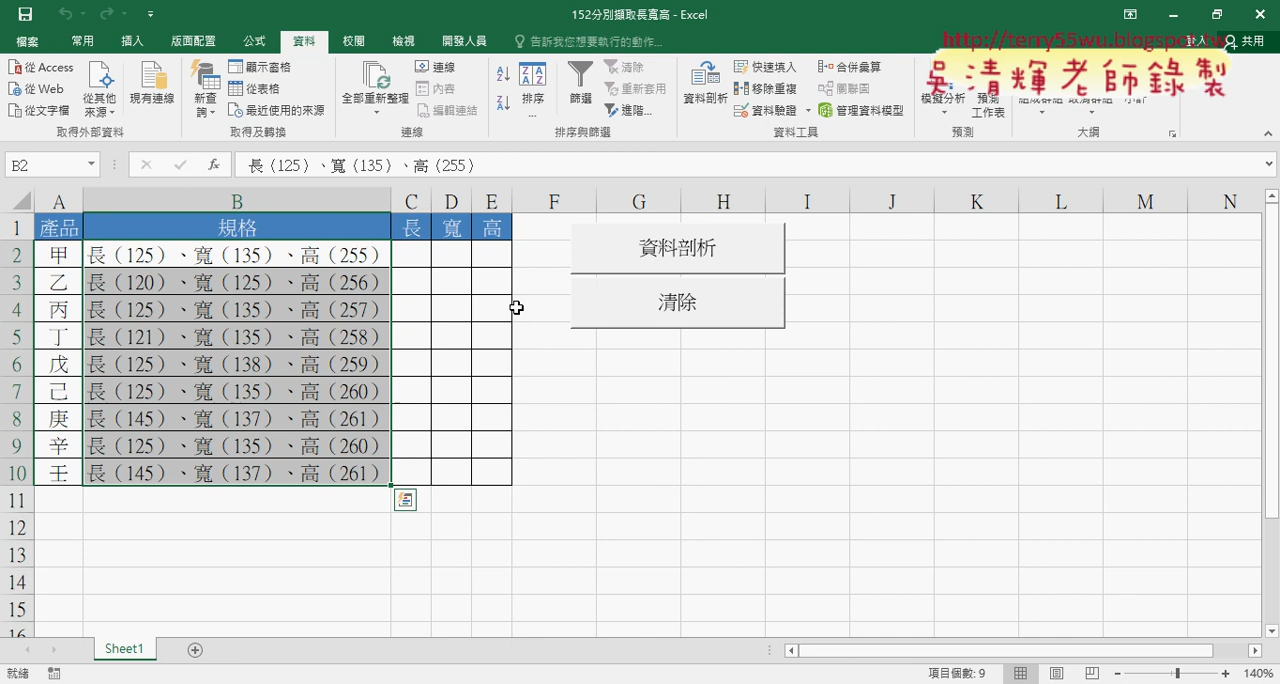 152分別擷取長寬高 - Excel
檔案 常用 插入 版面配置 公式 資料 校閱 檢視 開發人員 告訴我您想要執行的動作... 登入 共用
http://terry55wu.blogspot.tw
吳清輝老師錄製
從 Access
從 Web
從文字檔
從其他來源
現有連線
取得外部資料
新查詢
顯示查詢
從表格
最近使用的來源
取得及轉換
全部重新整理
連線
內容
編輯連結
連線
排序...
篩選
清除
重新套用
進階...
排序與篩選
資料剖析
快速填入
移除重複
資料驗證
合併彙算
關聯圖
管理資料模型
資料工具
模擬分析
預測工作表
預測
組成群組
取消群組
小計
大綱
B2 fx 長（125）、寬（135）、高（255）
A B C D E F G H I J K L M N
1 產品 規格 長 寬 高
2 甲 長（125）、寬（135）、高（255）
3 乙 長（120）、寬（125）、高（256）
4 丙 長（125）、寬（135）、高（257）
5 丁 長（121）、寬（135）、高（258）
6 戊 長（125）、寬（138）、高（259）
7 己 長（125）、寬（135）、高（260）
8 庚 長（145）、寬（137）、高（261）
9 辛 長（125）、寬（135）、高（260）
10 壬 長（145）、寬（137）、高（261）
11
12
13
14
15
16
資料剖析
清除
Sheet1
就緒 項目個數: 9 140%